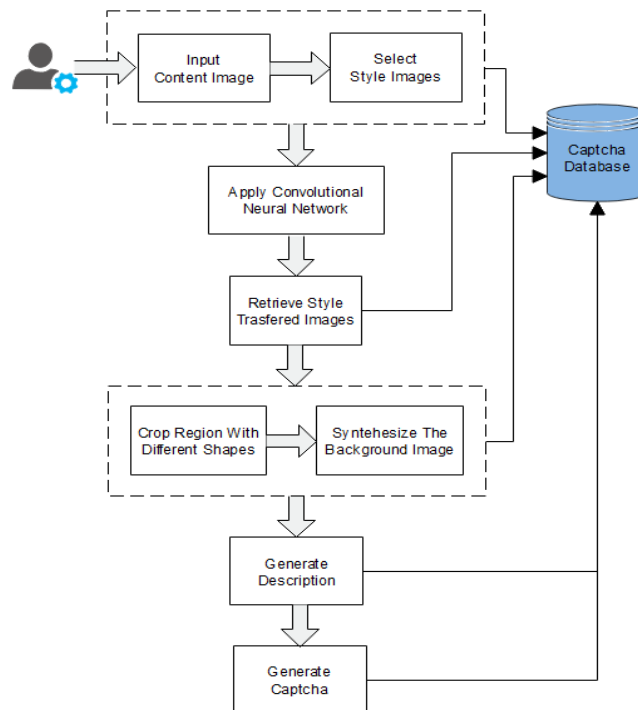 Input
Content Image
Select
Style Images
Captcha
Database
Apply Convolutional
Neural Network
Retrieve Style
Trasfered Images
Crop Region With
Different Shapes
Syntehesize The
Background Image
Generate
Description
Generate
Captcha